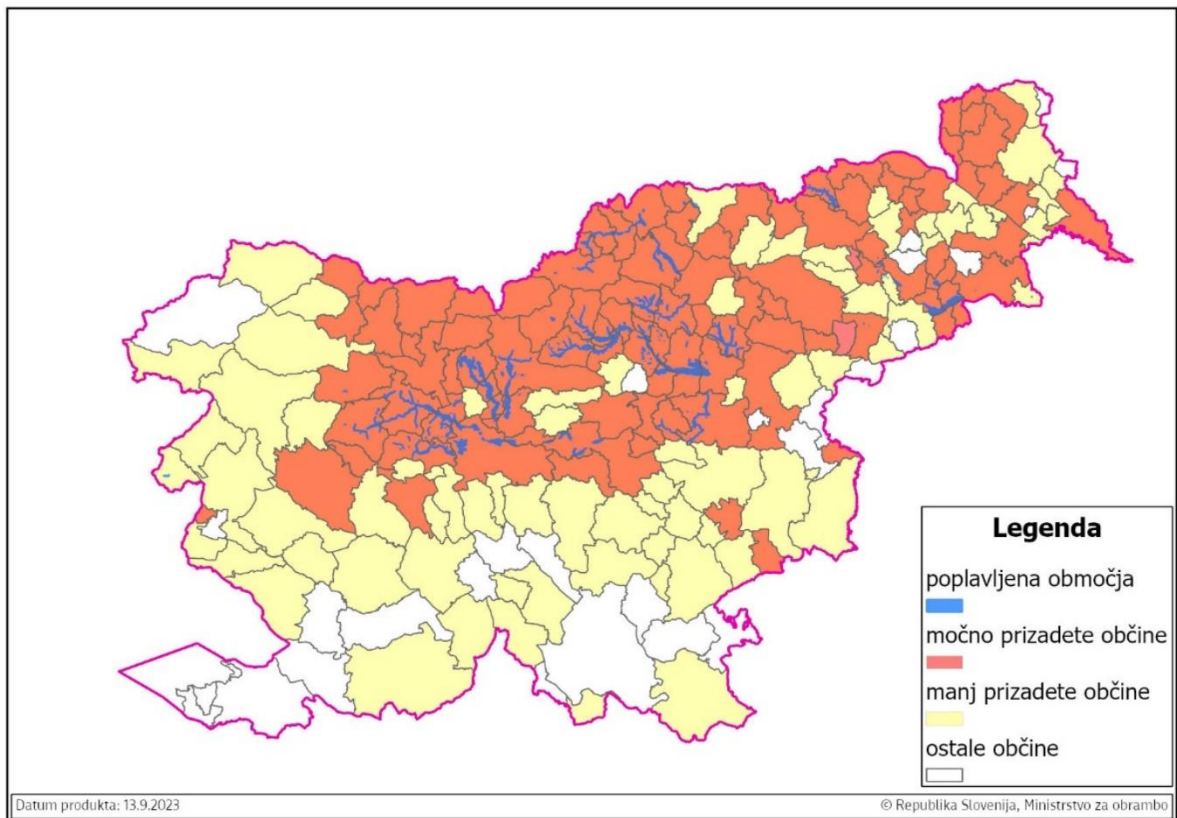 Legenda
poplavljena območja
močno prizadete občine
manj prizadete občine
ostale občine
Datum produkta: 13.9.2023
© Republika Slovenija, Ministrstvo za obrambo